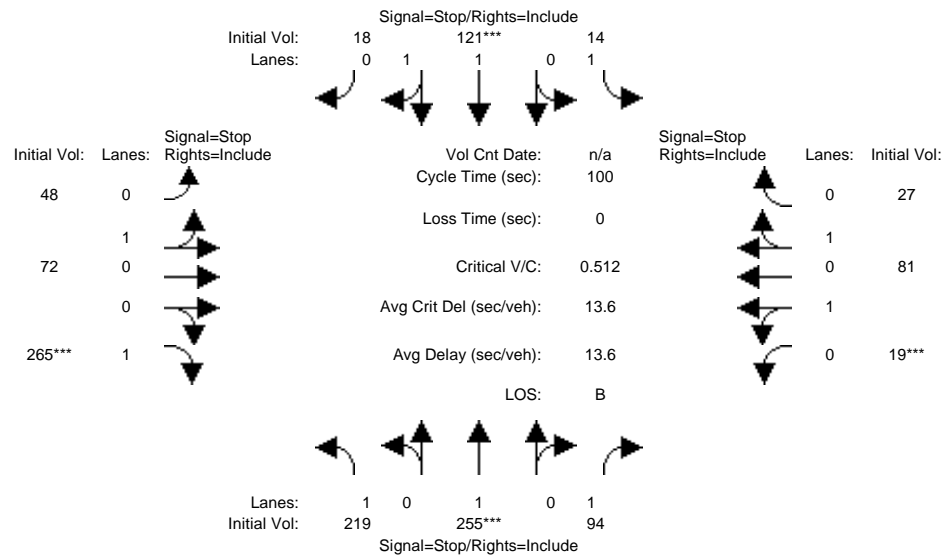 Signal=Stop/Rights=Include
Initial Vol: 18 121*** 14
Lanes: 0 1 1 0 1
Signal=Stop
Initial Vol: Lanes: Rights=Include
Vol Cnt Date: n/a
Signal=Stop
Rights=Include Lanes: Initial Vol:
Cycle Time (sec): 100
48 0
0 27
Loss Time (sec): 0
1
1
72 0
Critical V/C: 0.512
0 81
0
Avg Crit Del (sec/veh): 13.6
1
265*** 1
Avg Delay (sec/veh): 13.6
0 19***
LOS: B
Lanes: 1 0 1 0 1
Initial Vol: 219 255*** 94
Signal=Stop/Rights=Include